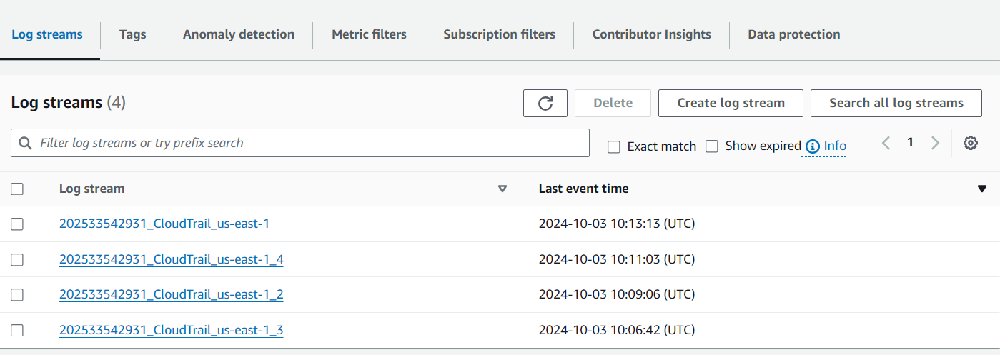 Log streams Tags Anomaly detection Metric filters Subscription filters Contributor Insights Data protection
Log streams (4) Delete Create log stream Search all log streams
Filter log streams or try prefix search Exact match Show expired Info 1
Log stream Last event time
202533542931_CloudTrail_us-east-1 2024-10-03 10:13:13 (UTC)
202533542931_CloudTrail_us-east-1_4 2024-10-03 10:11:03 (UTC)
202533542931_CloudTrail_us-east-1_2 2024-10-03 10:09:06 (UTC)
202533542931_CloudTrail_us-east-1_3 2024-10-03 10:06:42 (UTC)